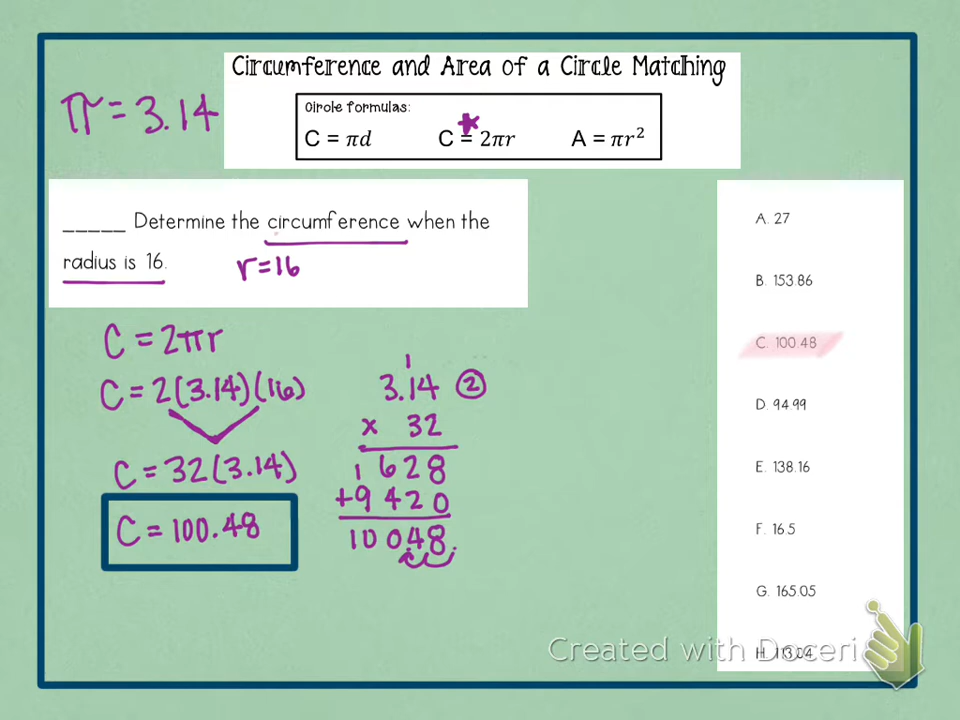 Circumference and Area of a Circle Matching
π = 3.14
Circle formulas:
C = πd C = 2πr A = πr²
_____ Determine the circumference when the
radius is 16.
r=16
C = 2πr
C = 2(3.14)(16)
C = 32(3.14)
C = 100.48
1
3.14 ②
x 32
1
628
+9420
10048.
A. 27
B. 153.86
C. 100.48
D. 94.99
E. 138.16
F. 16.5
G. 165.05
H. 113.04
Created with Doceri